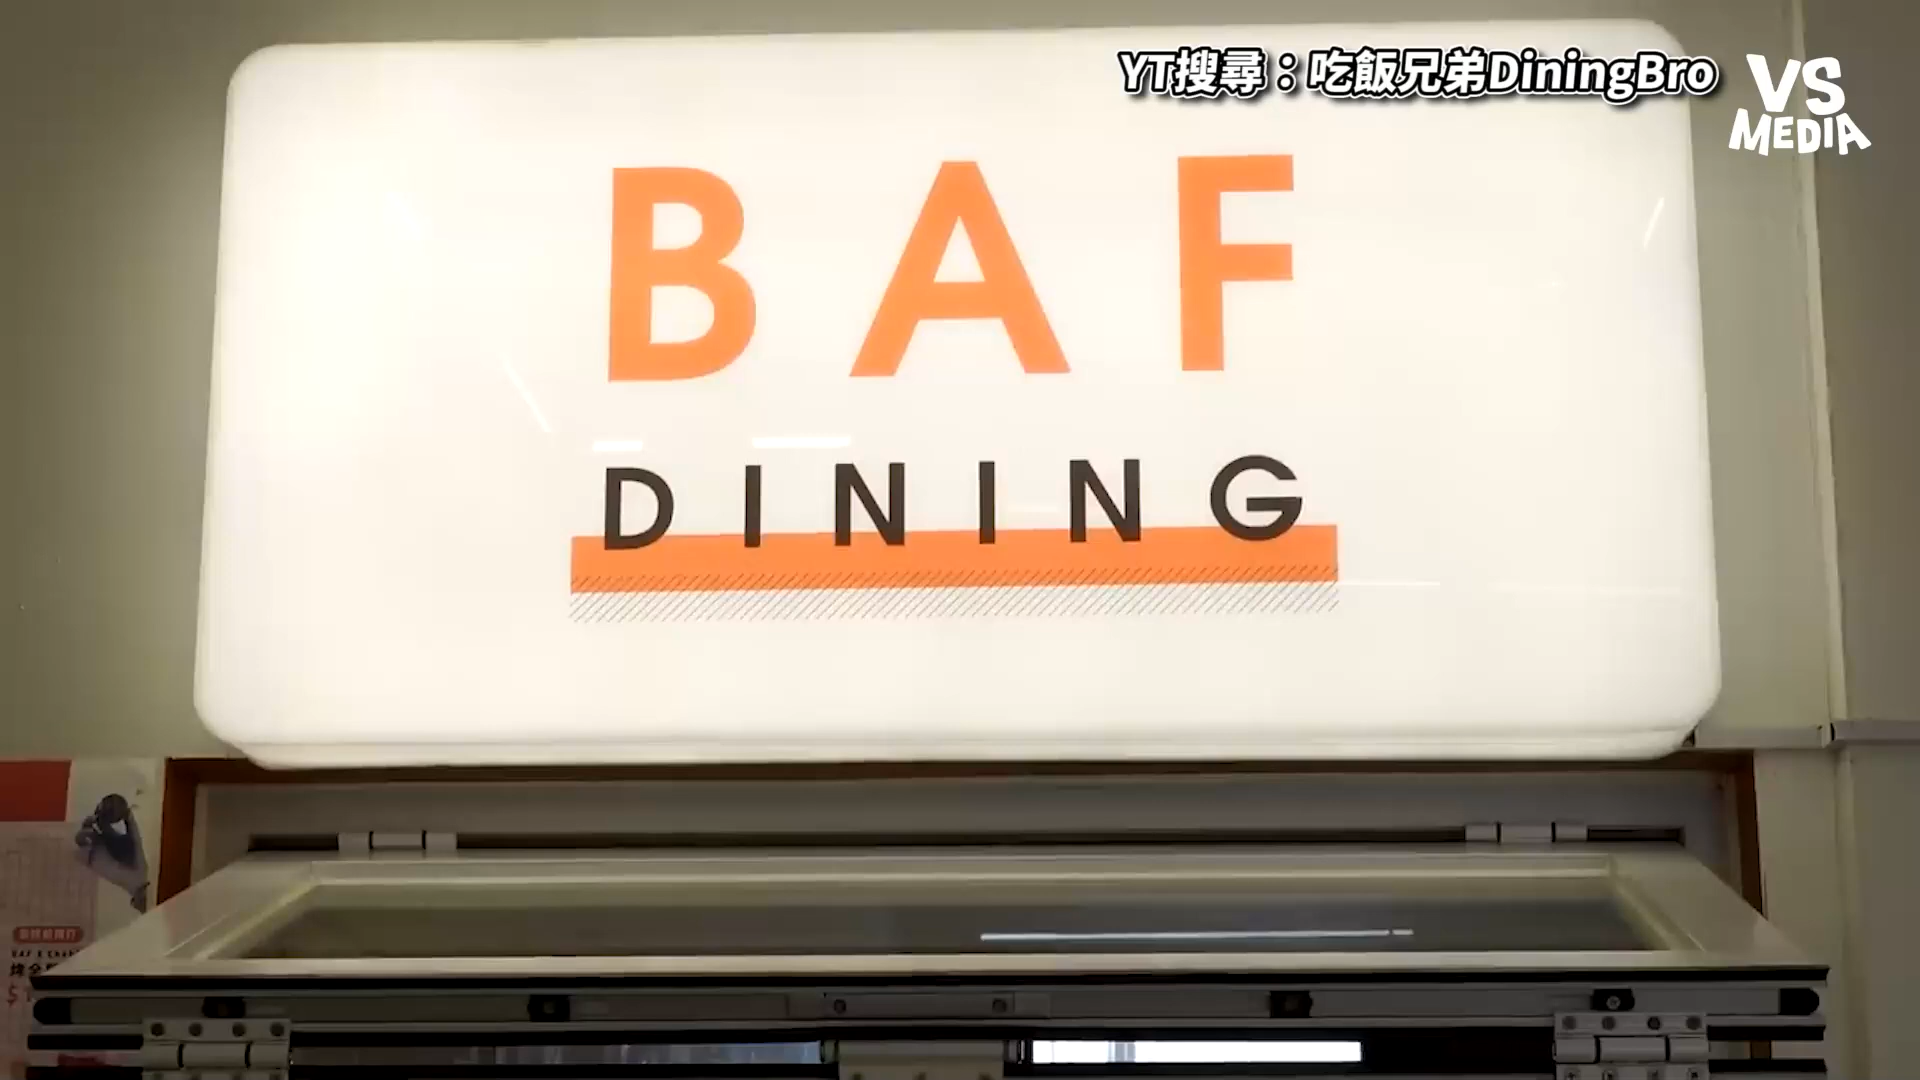 YT搜尋：吃飯兄弟DiningBro
VS
MEDIA
BAF
DINING